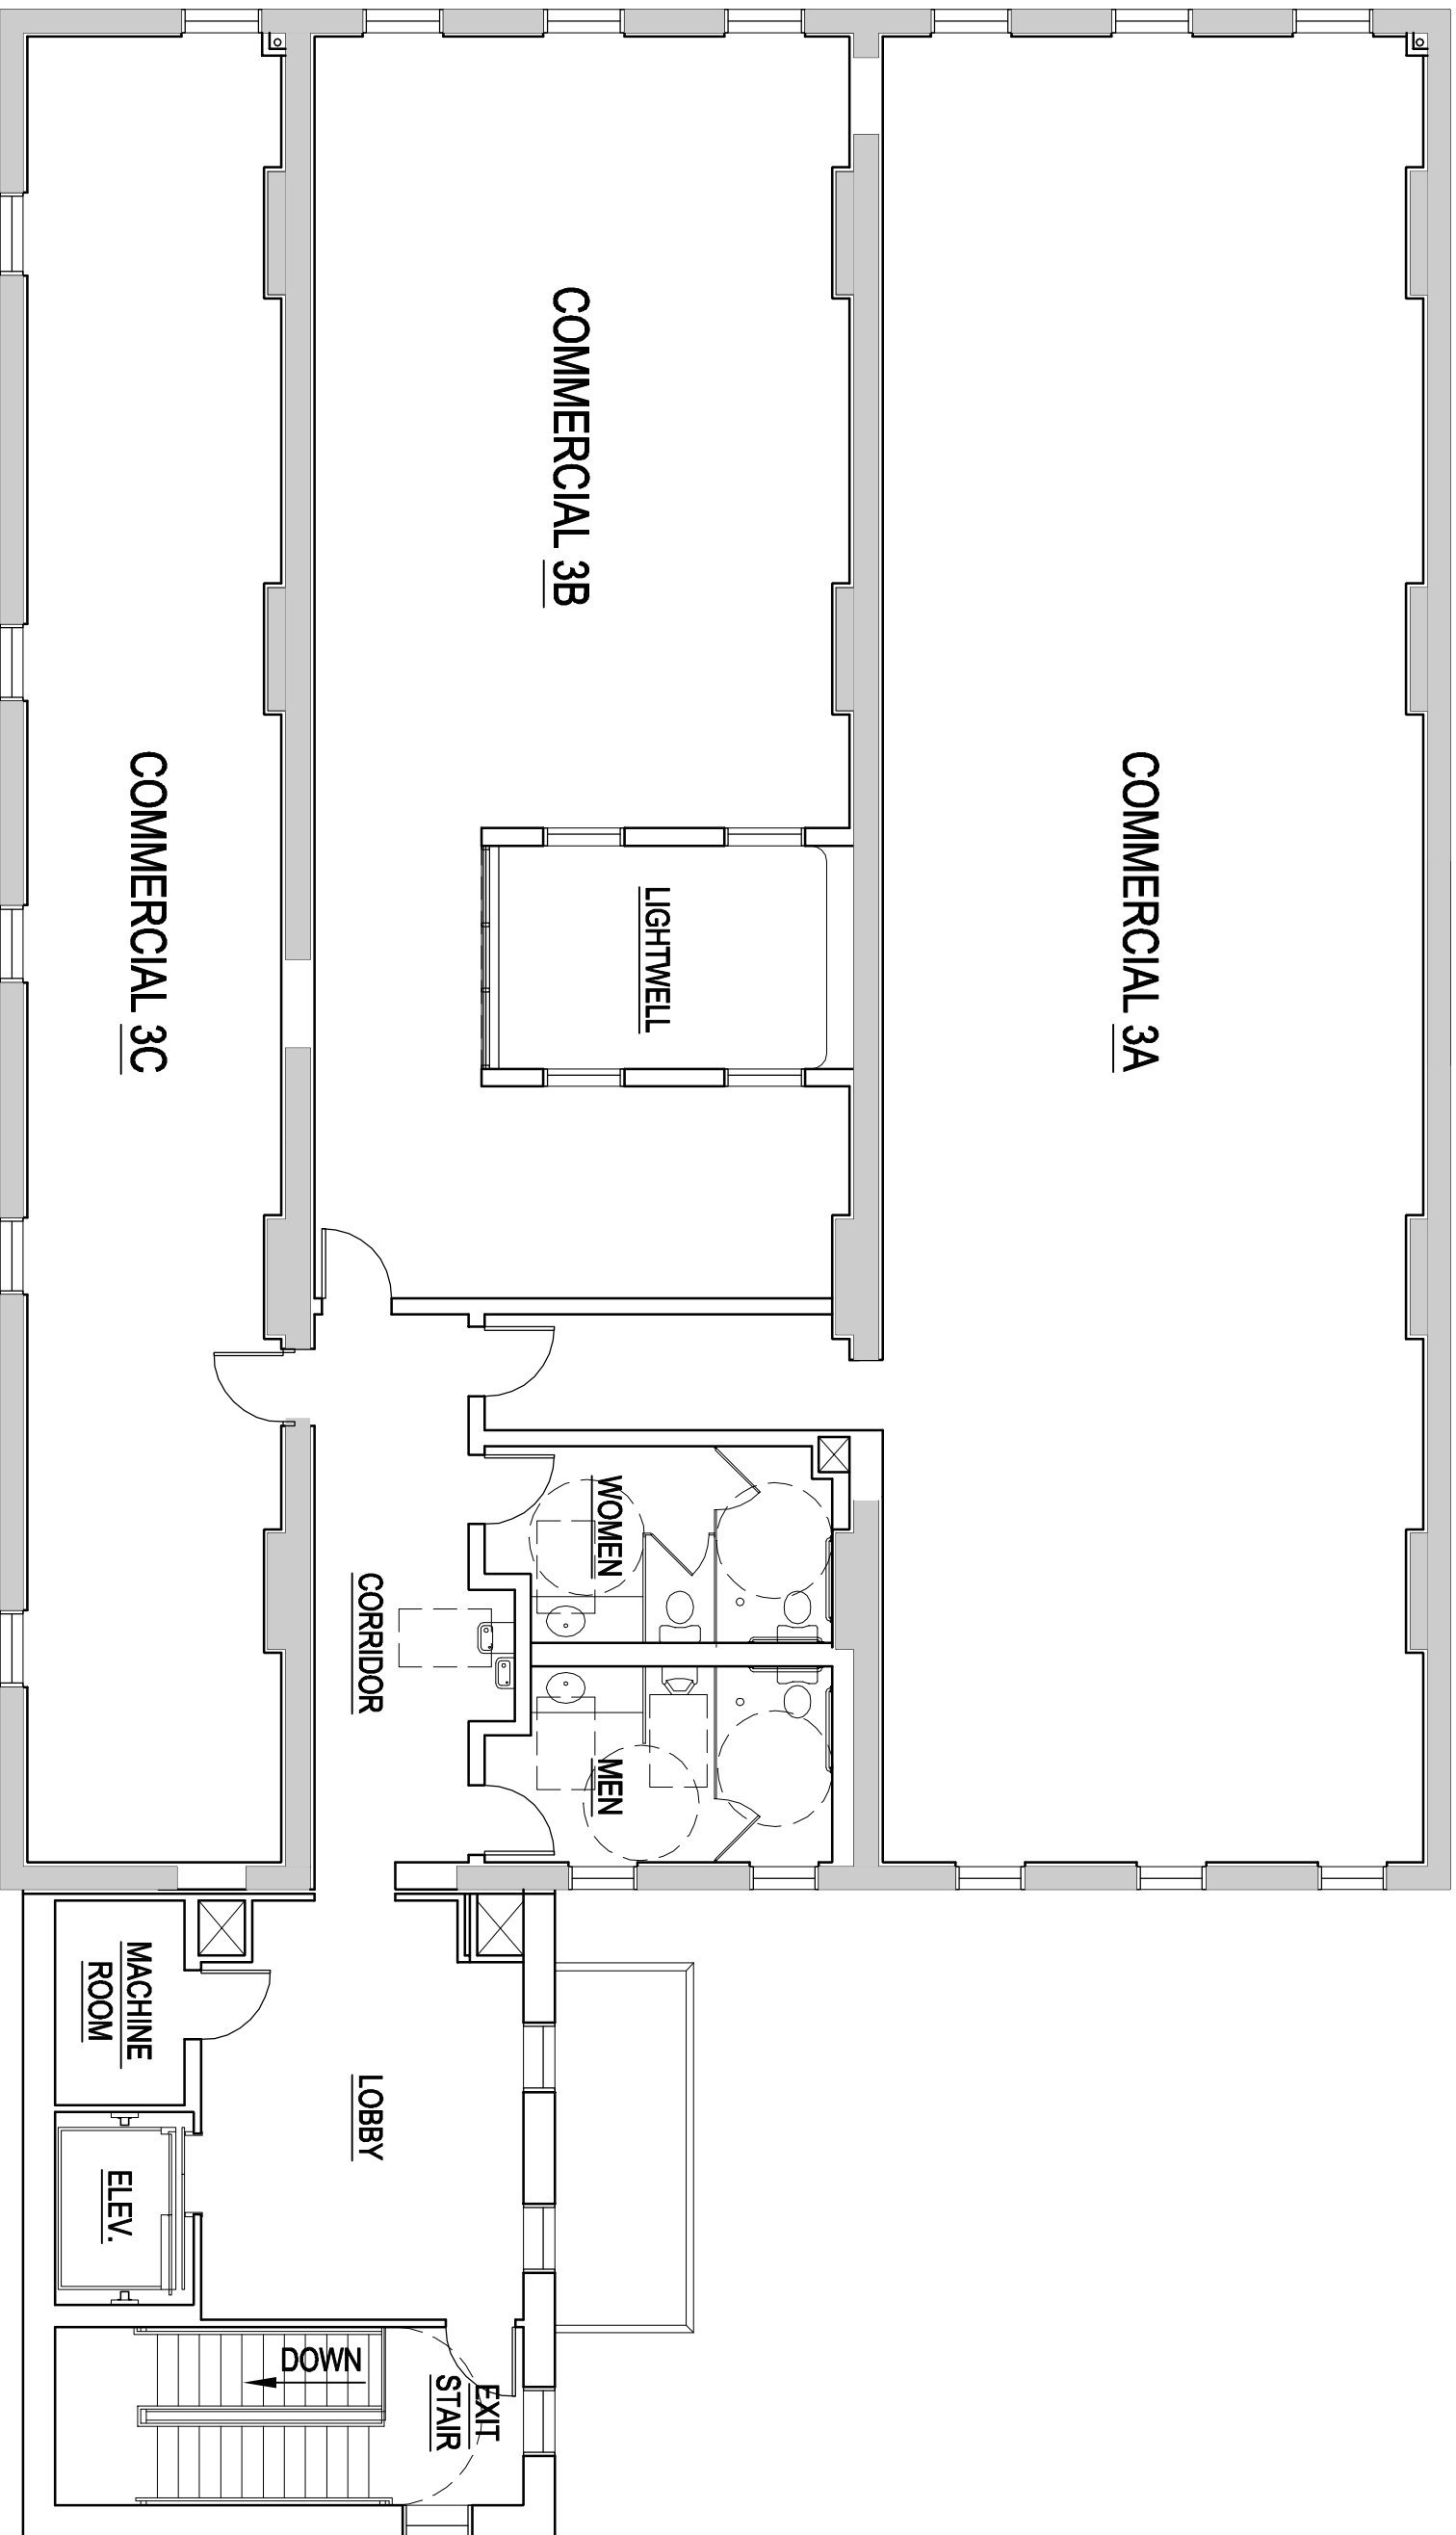 COMMERCIAL 3A
COMMERCIAL 3B
LIGHTWELL
COMMERCIAL 3C
WOMEN
CORRIDOR
MEN
MACHINE
ROOM
LOBBY
ELEV.
DOWN
EXIT
STAIR